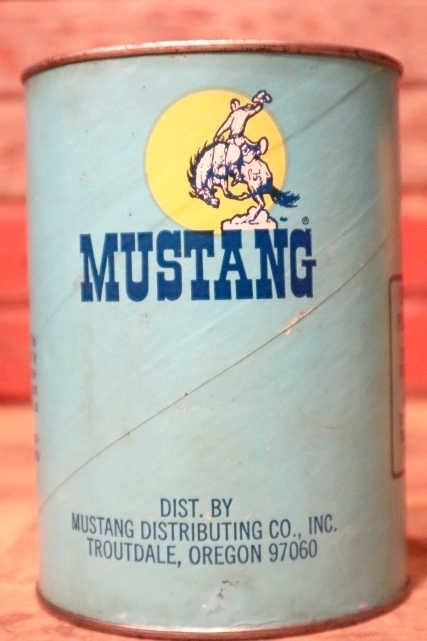 ®
MUSTANG
DIST. BY
MUSTANG DISTRIBUTING CO., INC.
TROUTDALE, OREGON 97060